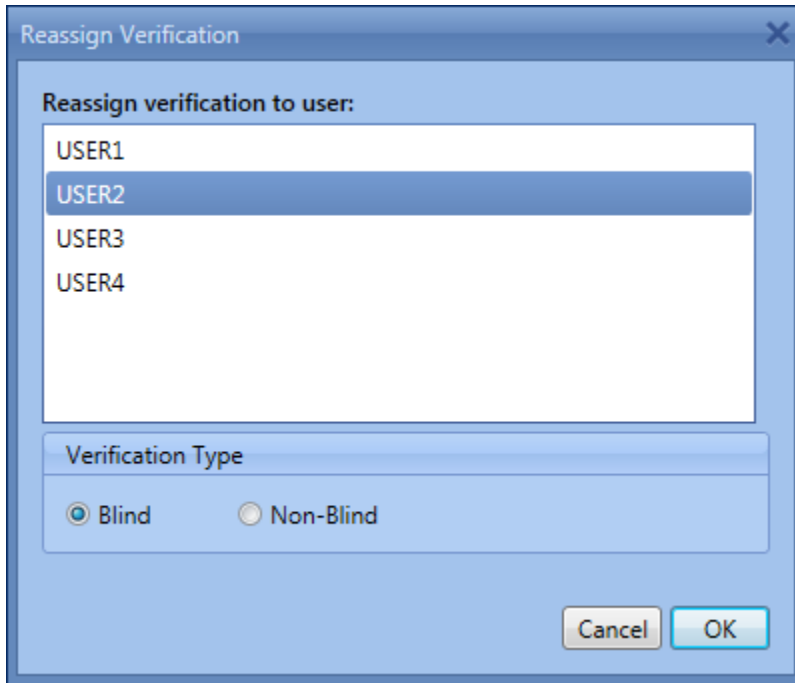 Reassign Verification
Reassign verification to user:
USER1
USER2
USER3
USER4
Verification Type
Blind Non-Blind
Cancel OK